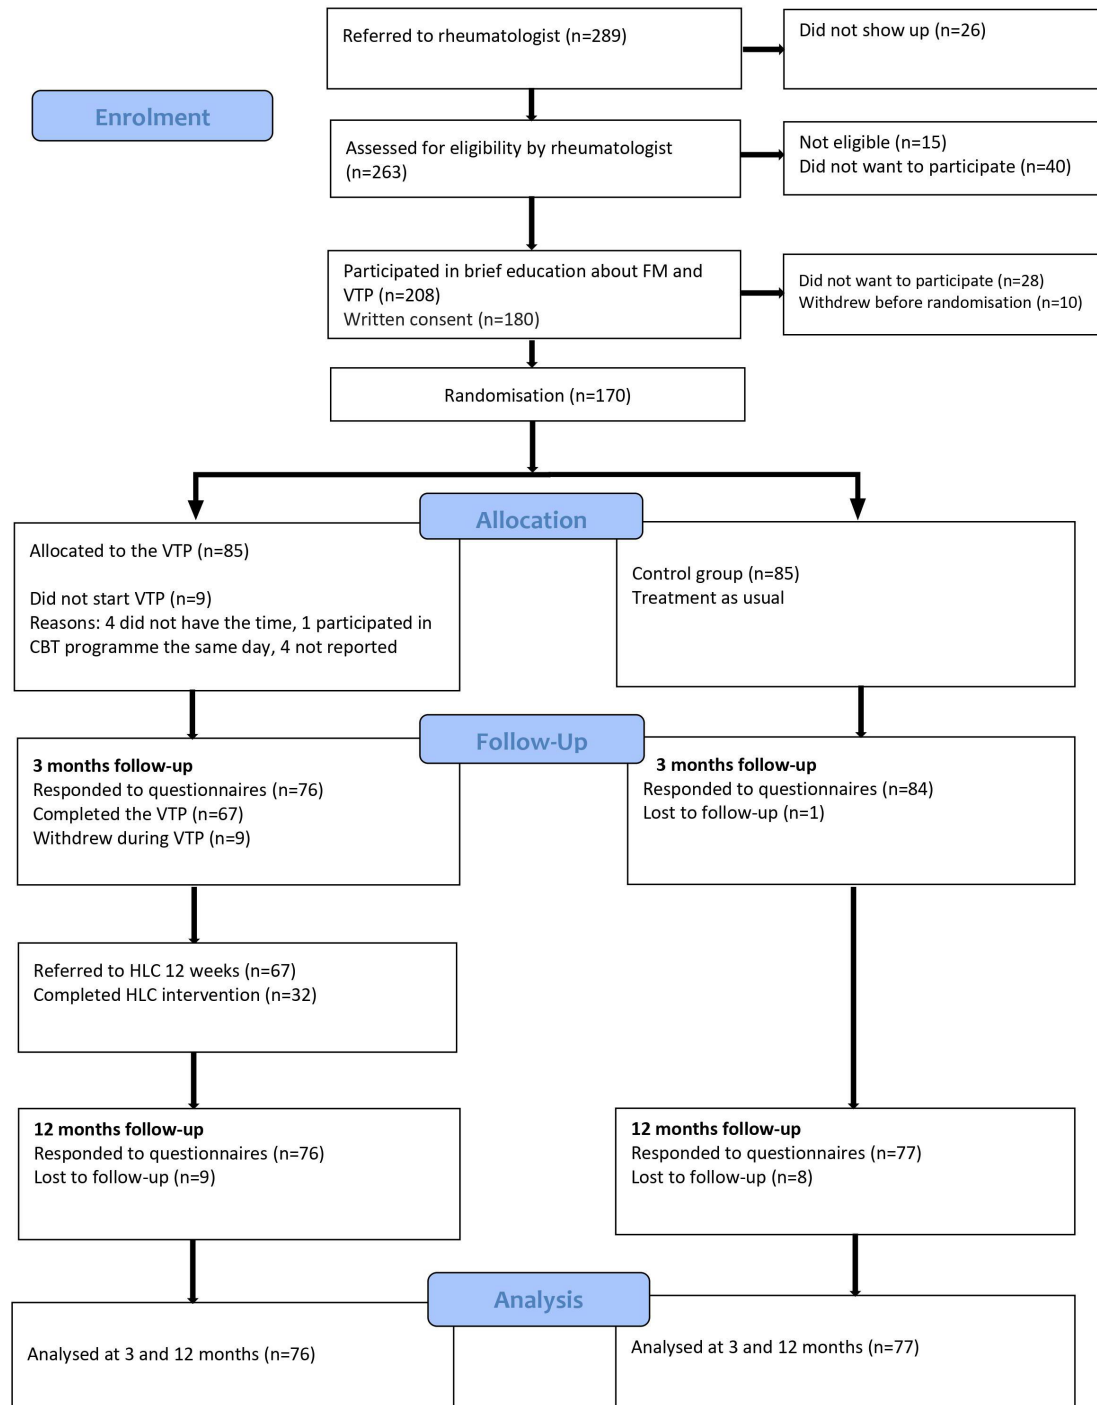 Referred to rheumatologist (n=289)
Did not show up (n=26)
Enrolment
Assessed for eligibility by rheumatologist
(n=263)
Not eligible (n=15)
Did not want to participate (n=40)
Participated in brief education about FM and
VTP (n=208)
Written consent (n=180)
Did not want to participate (n=28)
Withdrew before randomisation (n=10)
Randomisation (n=170)
Allocation
Allocated to the VTP (n=85)
Did not start VTP (n=9)
Reasons: 4 did not have the time, 1 participated in
CBT programme the same day, 4 not reported
Control group (n=85)
Treatment as usual
Follow-Up
3 months follow-up
Responded to questionnaires (n=76)
Completed the VTP (n=67)
Withdrew during VTP (n=9)
3 months follow-up
Responded to questionnaires (n=84)
Lost to follow-up (n=1)
Referred to HLC 12 weeks (n=67)
Completed HLC intervention (n=32)
12 months follow-up
Responded to questionnaires (n=76)
Lost to follow-up (n=9)
12 months follow-up
Responded to questionnaires (n=77)
Lost to follow-up (n=8)
Analysis
Analysed at 3 and 12 months (n=76)
Analysed at 3 and 12 months (n=77)